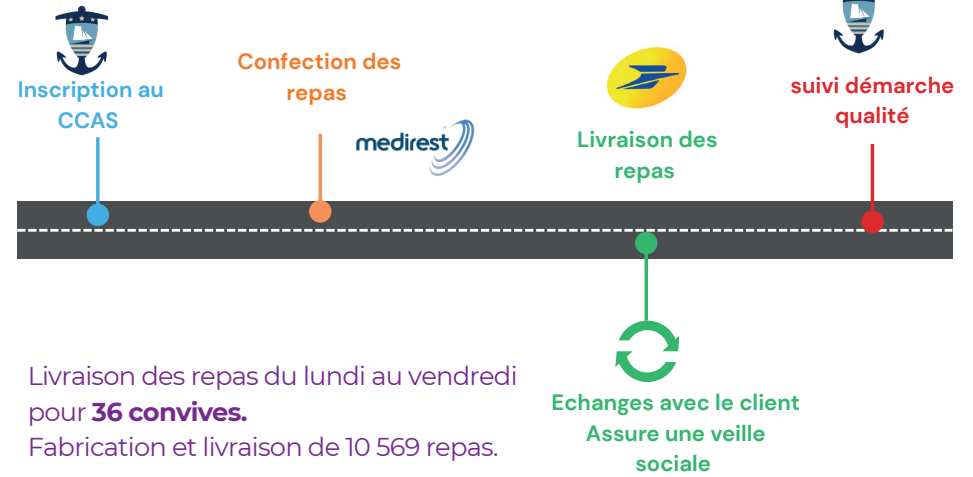 Inscription au
CCAS
Confection des
repas
medirest
Livraison des
repas
suivi démarche
qualité
Echanges avec le client
Assure une veille
sociale
Livraison des repas du lundi au vendredi
pour 36 convives.
Fabrication et livraison de 10 569 repas.